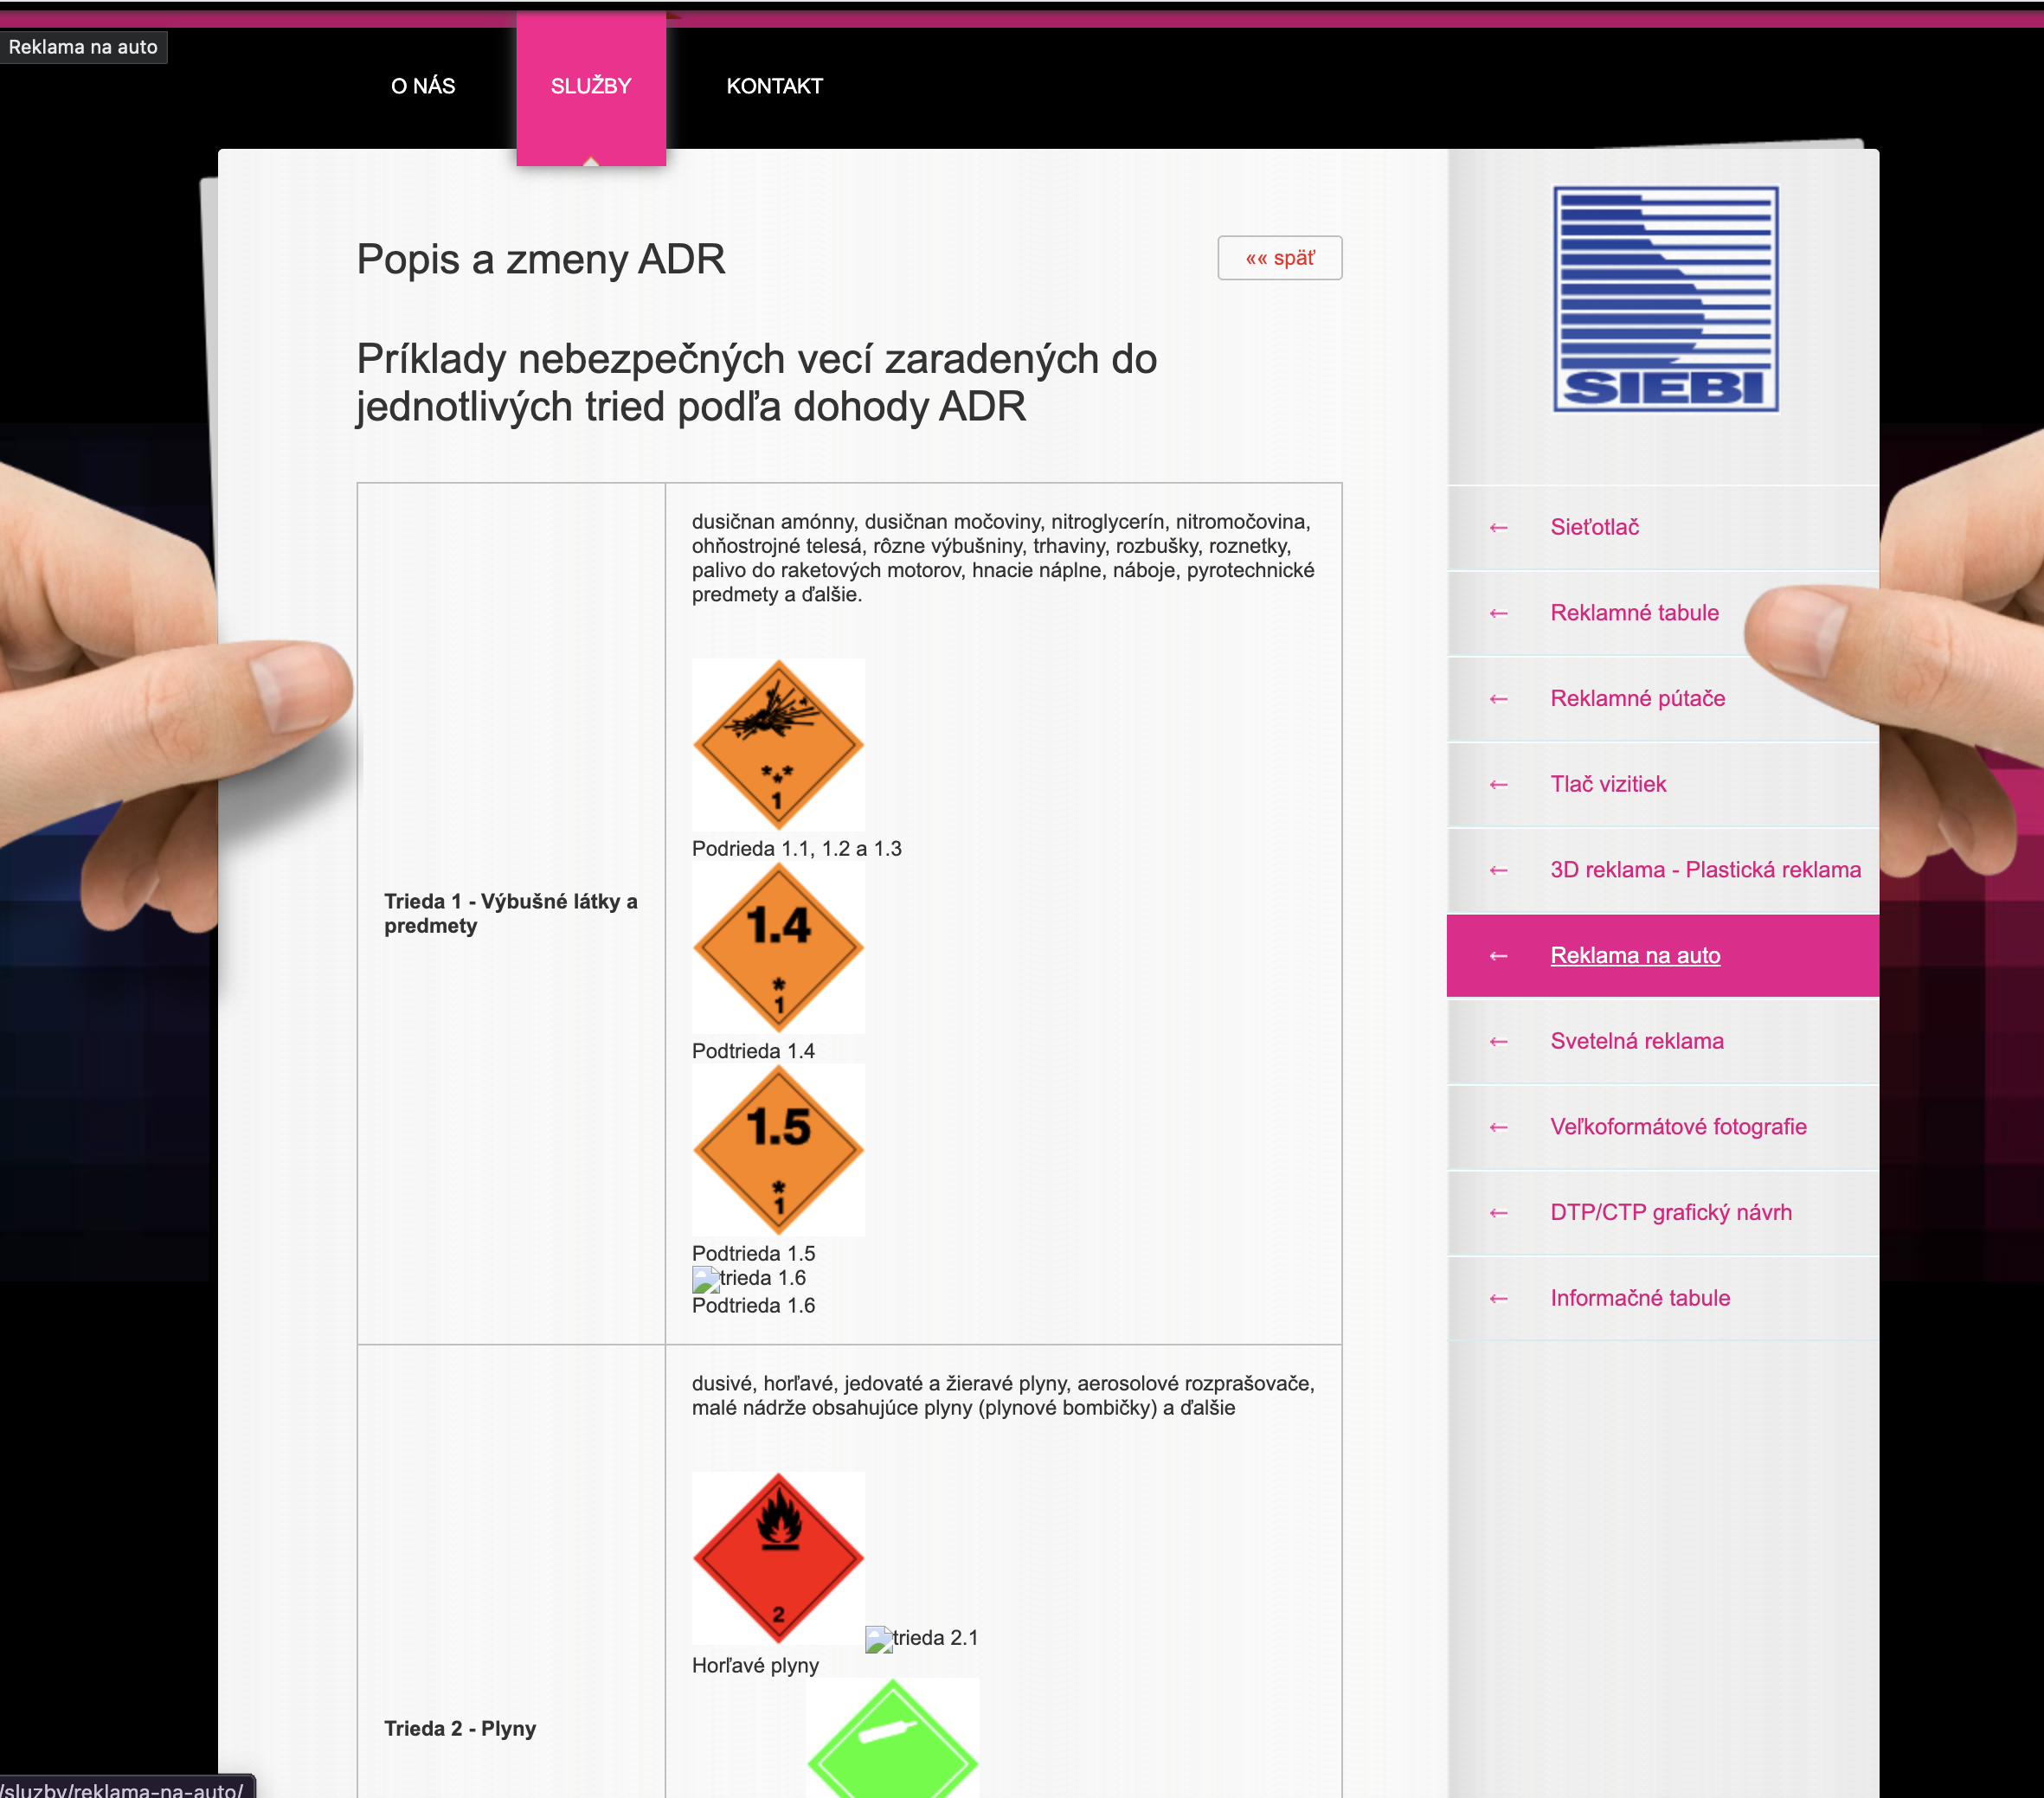 Reklama na auto
O NÁS
SLUŽBY
KONTAKT
Popis a zmeny ADR
«« späť
Príklady nebezpečných vecí zaradených do
jednotlivých tried podľa dohody ADR
Trieda 1 - Výbušné látky a
predmety
dusičnan amónny, dusičnan močoviny, nitroglycerín, nitromočovina,
ohňostrojné telesá, rôzne výbušniny, trhaviny, rozbušky, roznetky,
palivo do raketových motorov, hnacie náplne, náboje, pyrotechnické
predmety a ďalšie.
* * *
1
Podrieda 1.1, 1.2 a 1.3
1.4
*
1
Podtrieda 1.4
1.5
*
1
Podtrieda 1.5
trieda 1.6
Podtrieda 1.6
Trieda 2 - Plyny
dusivé, horľavé, jedovaté a žieravé plyny, aerosolové rozprašovače,
malé nádrže obsahujúce plyny (plynové bombičky) a ďalšie
2
trieda 2.1
Horľavé plyny
SIEBI
← Sieťotlač
← Reklamné tabule
← Reklamné pútače
← Tlač vizitiek
← 3D reklama - Plastická reklama
← Reklama na auto
← Svetelná reklama
← Veľkoformátové fotografie
← DTP/CTP grafický návrh
← Informačné tabule
/sluzby/reklama-na-auto/